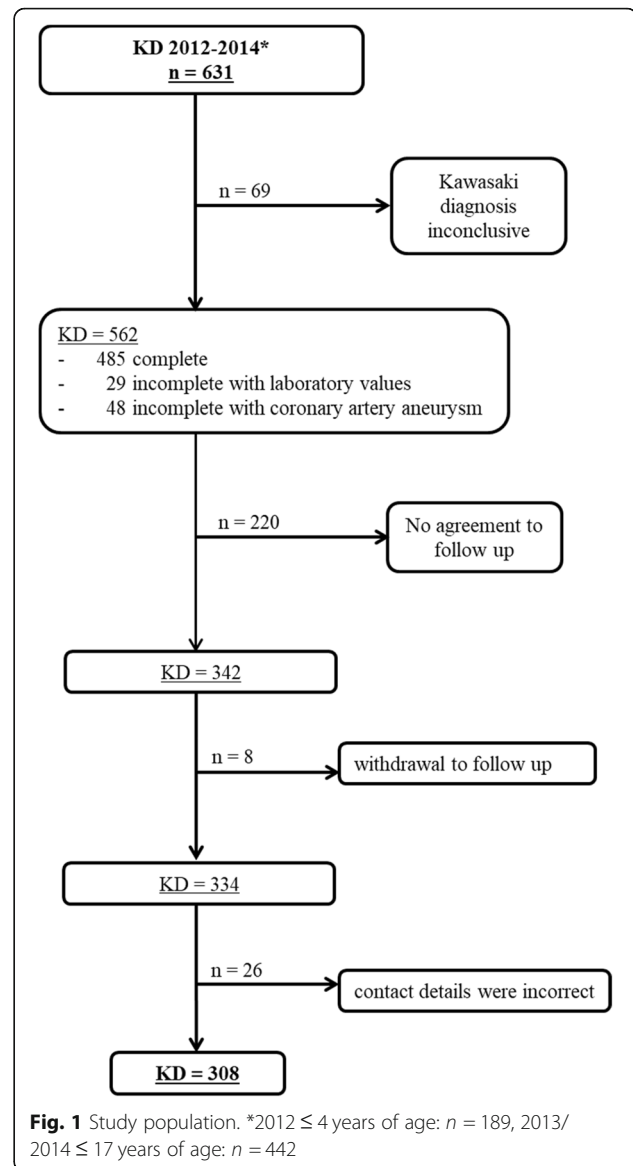 KD 2012-2014*
n = 631
n = 69
Kawasaki
diagnosis
inconclusive
KD = 562
- 485 complete
- 29 incomplete with laboratory values
- 48 incomplete with coronary artery aneurysm
n = 220
No agreement to
follow up
KD = 342
n = 8
withdrawal to follow up
KD = 334
n = 26
contact details were incorrect
KD = 308
Fig. 1 Study population. *2012 ≤ 4 years of age: n = 189, 2013/
2014 ≤ 17 years of age: n = 442